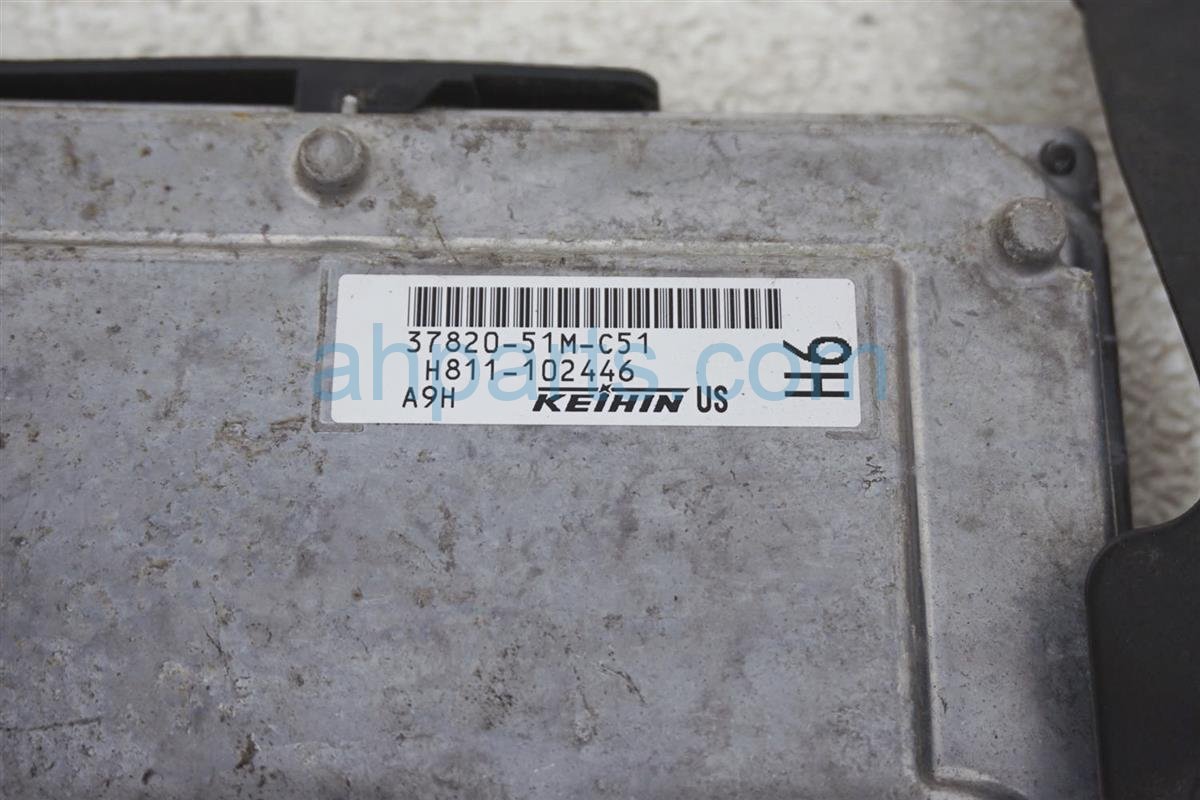 37820-51M-C51
H811-102446
A9H KEIHIN US
H6
ahparts.com